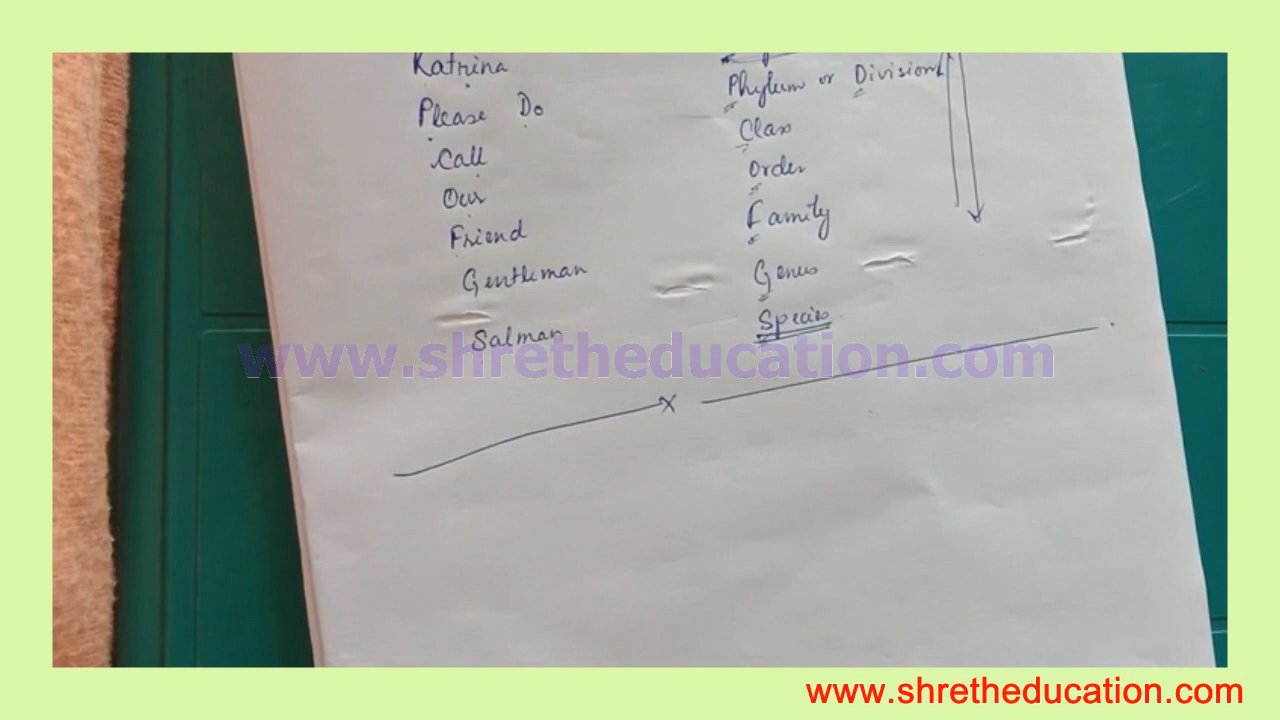 Katrina
Phylum or Division
Please Do
Class
Call
Order
Our
Family
Friend
Genus
Gentleman
Species
Salman
www.shretheducation.com
x
www.shretheducation.com